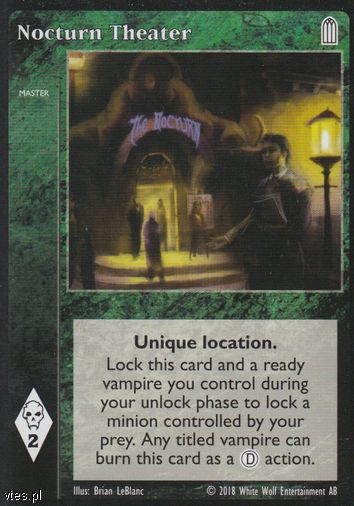 Nocturn Theater
MASTER
The Nocturn
Unique location.
Lock this card and a ready
vampire you control during
your unlock phase to lock a
minion controlled by your
prey. Any titled vampire can
burn this card as a Ⓓ action.
2
Illus: Brian LeBlanc © 2018 White Wolf Entertainment AB
vtes.pl